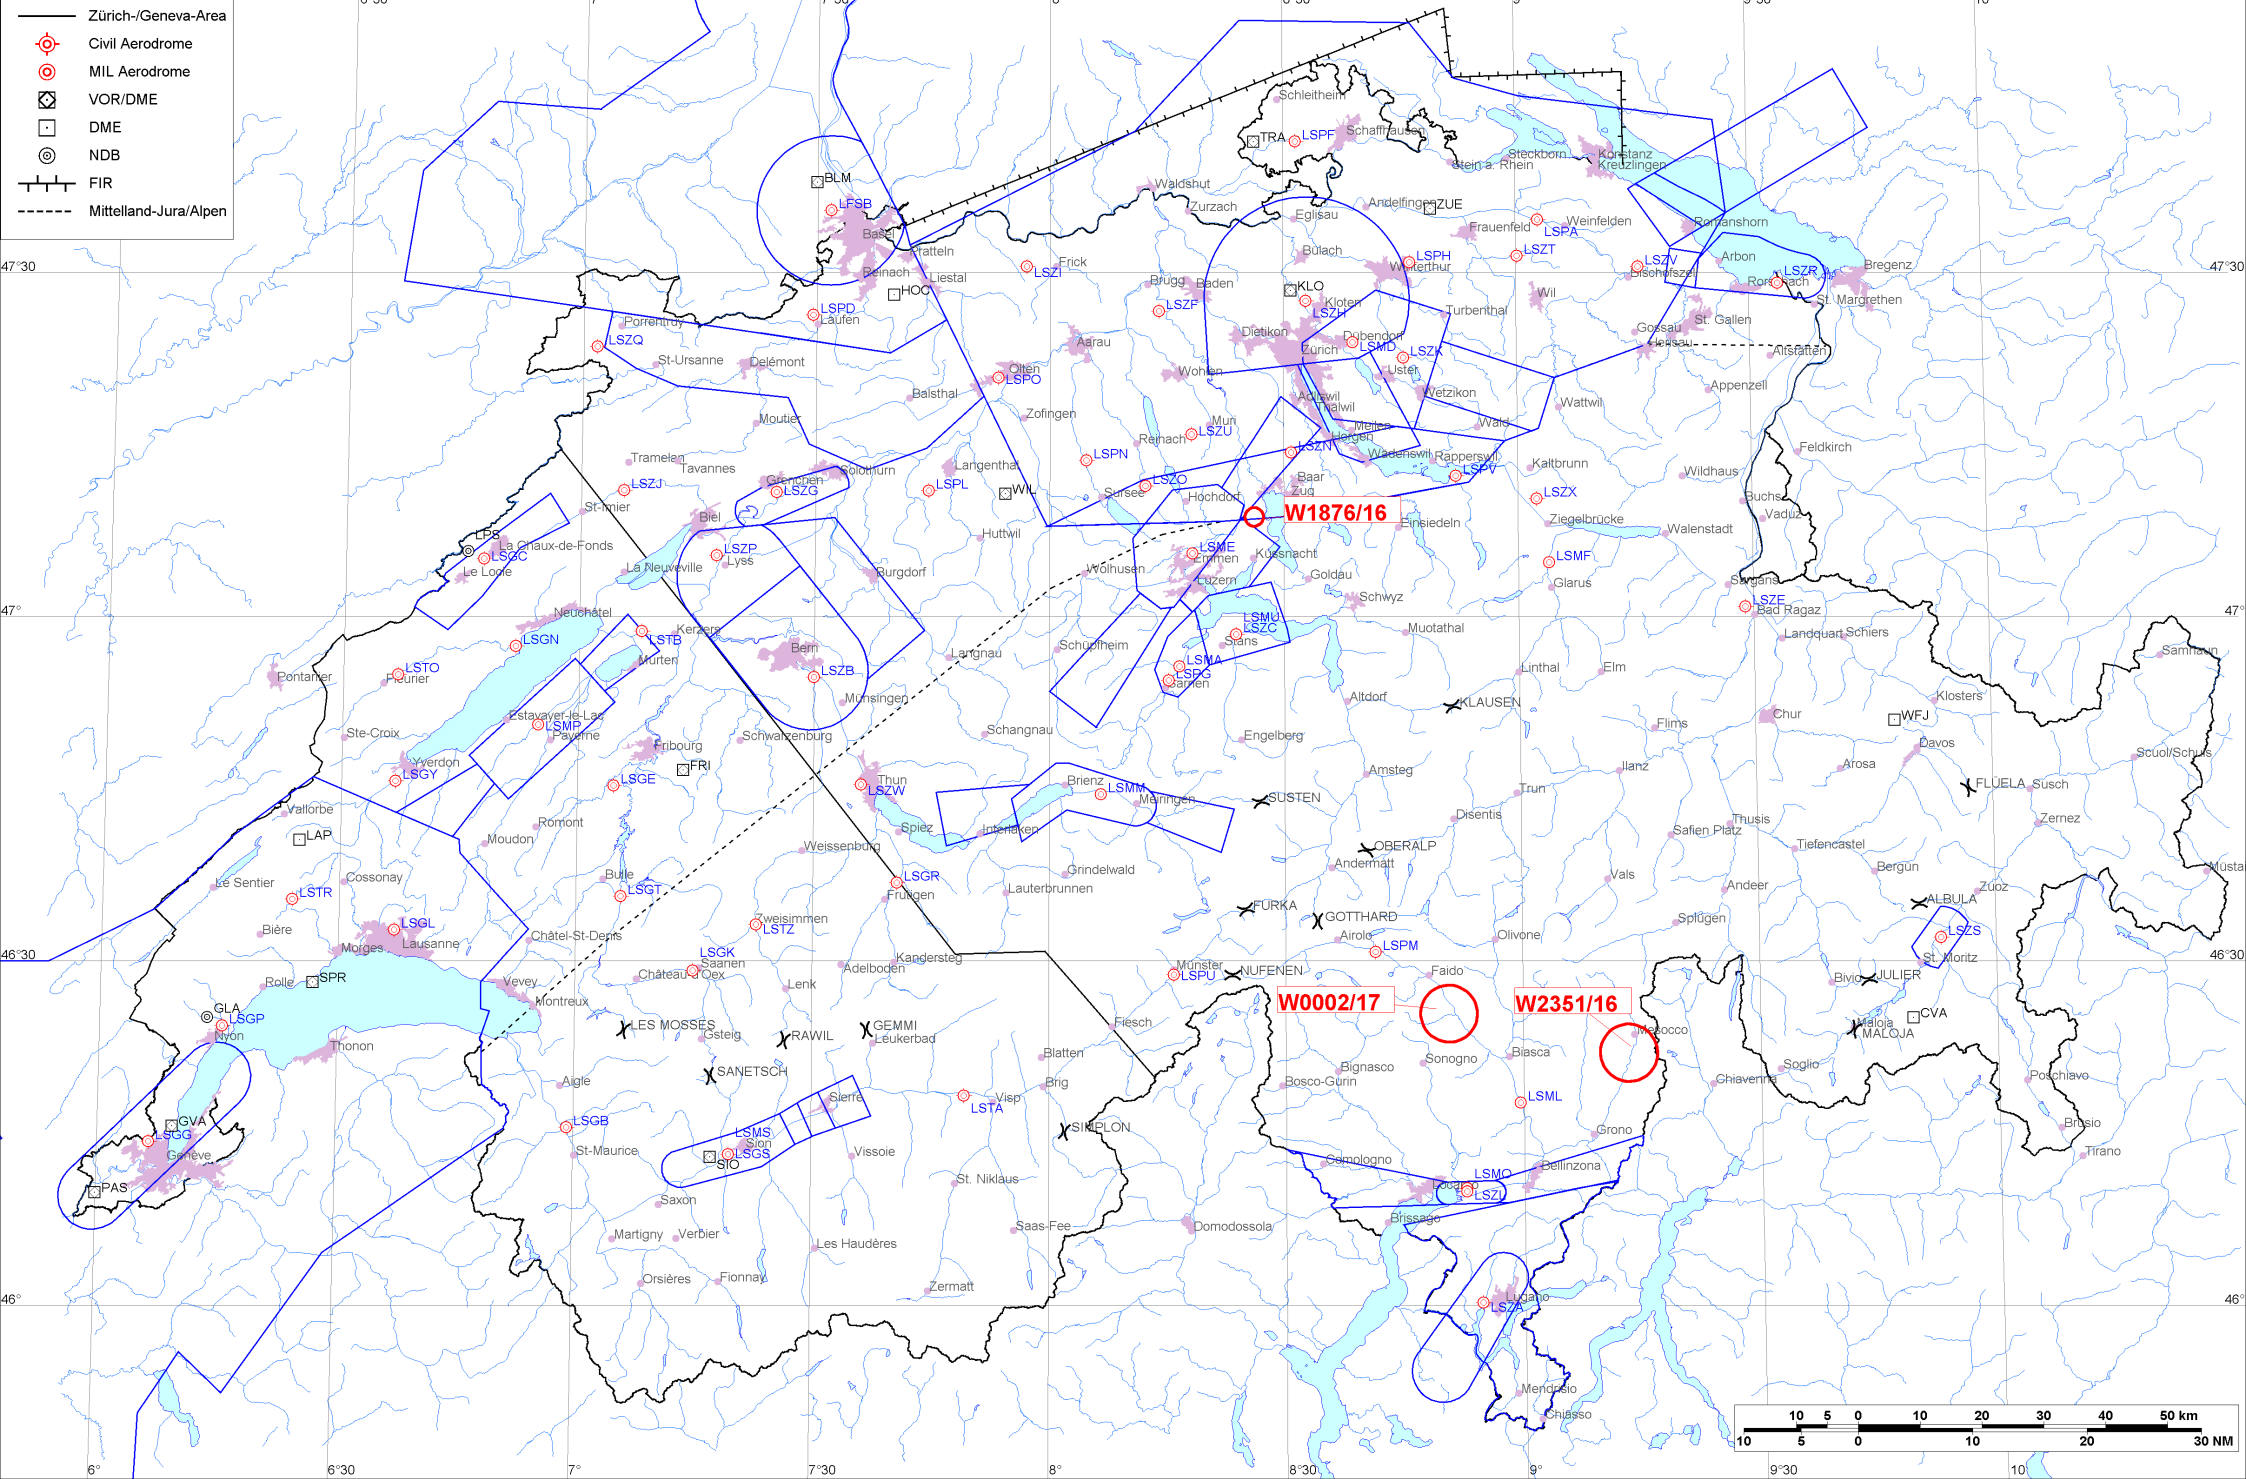 6°30
7°
7°30
8°
8°30
9°
9°30
10
Zürich-/Geneva-Area
Civil Aerodrome
MIL Aerodrome
VOR/DME
DME
NDB
FIR
Mittelland-Jura/Alpen
Schleitheim
TRA
LSPF
Schaffhausen
Stein a. Rhein
Steckborn
Konstanz
Kreuzlingen
BLM
LFSB
Basel
Waldshut
Zurzach
Eglisau
Andelfingen
ZUE
Frauenfeld
LSPA
Weinfelden
Romanshorn
Pratteln
Reinach
Liestal
HOC
LSZI
Frick
Bülach
Winterthur
LSPH
LSZT
LSZV
Bischofszell
Arbon
LSZR
Rorschach
Bregenz
St. Margrethen
47°30
47°30
LSPD
Laufen
Brugg
Baden
LSZF
KLO
Kloten
LSZH
Turbenthal
Wil
Gossau
St. Gallen
Herisau
Altstätten
Porrentruy
LSZQ
St-Ursanne
Delémont
Aarau
Dietikon
Zürich
Dübendorf
LSMD
LSZK
Uster
Wetzikon
Appenzell
Olten
LSPO
Wohlen
Balsthal
Zofingen
Muri
LSZU
Reinach
Adliswil
Thalwil
Meilen
Horgen
Wald
Wattwil
Moutier
LSPN
LSZN
Wädenswil
Rapperswil
LSPV
Kaltbrunn
Wildhaus
Feldkirch
Tramelan
Tavannes
LSZJ
Grenchen
LSZG
Solothurn
Langenthal
LSPL
WIL
Sursee
LSZO
Hochdorf
Baar
Zug
W1876/16
Einsiedeln
LSZX
Ziegelbrücke
Walenstadt
Buchs
Vaduz
St-Imier
Biel
LPS
LSGC
La Chaux-de-Fonds
Le Locle
LSZP
Lyss
La Neuveville
Huttwil
Burgdorf
Wolhusen
LSME
Emmen
Luzern
Küssnacht
Goldau
Schwyz
LSMF
Glarus
Sargans
LSZE
Bad Ragaz
47°
47°
Neuchâtel
LSGN
LSTB
Kerzers
Murten
Bern
LSZB
Langnau
Schüpfheim
LSMU
LSZC
Stans
LSMA
LSPG
Sarnen
Muotathal
Linthal
Elm
Landquart
Schiers
Samnaun
Pontarlier
LSTO
Fleurier
Münsingen
Altdorf
KLAUSEN
Flims
Chur
Klosters
WFJ
Davos
Ste-Croix
Estavayer-le-Lac
LSMP
Payerne
Fribourg
FRI
Schwarzenburg
Schangnau
Engelberg
Scuol/Schuls
Yverdon
LSGY
LSGE
Thun
LSZW
Brienz
LSMM
Meiringen
SUSTEN
Amsteg
Trun
Ilanz
Arosa
FLÜELA
Susch
Vallorbe
LAP
Romont
Moudon
Spiez
Interlaken
Disentis
Safien Platz
Thusis
Tiefencastel
Zernez
Weissenburg
OBERALP
Andermatt
Bergün
Le Sentier
Cossonay
LSTR
Bulle
LSGT
LSGR
Frutigen
Grindelwald
Lauterbrunnen
Vals
Andeer
Zuoz
ALBULA
Müstair
Bière
LSGL
Morges
Lausanne
Châtel-St-Denis
Zweisimmen
LSTZ
FURKA
GOTTHARD
Airolo
LSPM
Olivone
Splügen
LSZS
St. Moritz
46°30
46°30
Rolle
SPR
Vevey
Montreux
Château-d'Oex
LSGK
Saanen
Lenk
Adelboden
Kandersteg
Münster
LSPU
NUFENEN
Faido
Bivio
JULIER
W0002/17
W2351/16
GLA
LSGP
Nyon
Thonon
LES MOSSES
Gsteig
RAWIL
GEMMI
Leukerbad
Fiesch
Mesocco
Maloja
MALOJA
CVA
Blatten
Brig
Bignasco
Bosco-Gurin
Sonogno
Biasca
Soglio
Chiavenna
Poschiavo
Aigle
SANETSCH
Sierre
LSTA
Visp
SIMPLON
LSML
Grono
Brusio
Tirano
LSGB
St-Maurice
LSMS
Sion
LSGS
SIO
Vissoie
St. Niklaus
GVA
LSGG
Genève
PAS
Comologno
Locarno
LSMO
LSZL
Bellinzona
Brissago
Saxon
Martigny
Verbier
Les Haudères
Saas-Fee
Domodossola
Orsières
Fionnay
Zermatt
46°
46°
Lugano
LSZA
Mendrisio
Chiasso
10 5 0 10 20 30 40 50 km
10 5 0 10 20 30 NM
6°
6°30
7°
7°30
8°
8°30
9°
9°30
10°